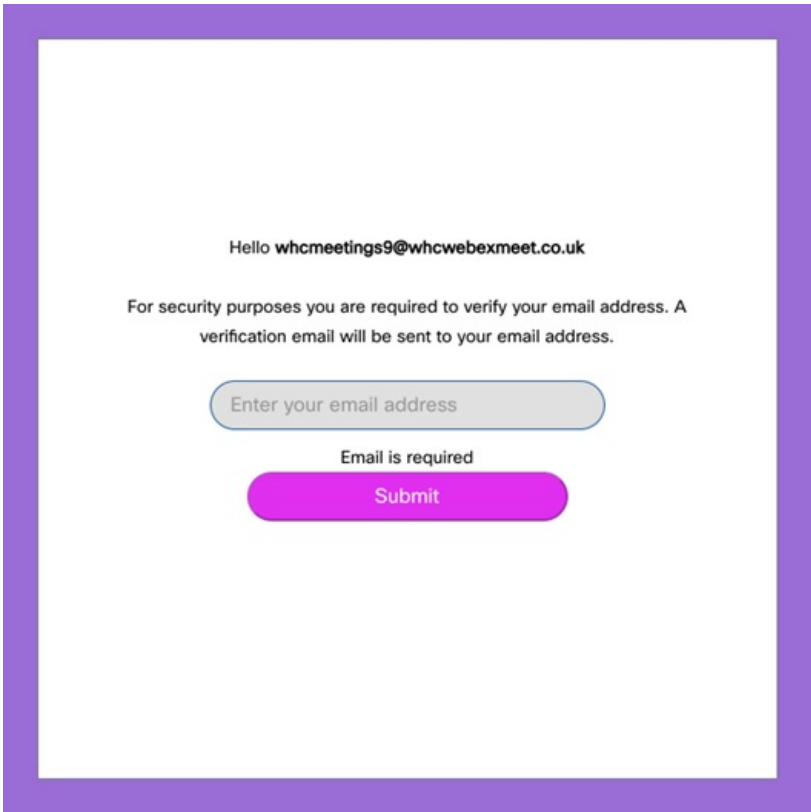 Hello whcmeetings9@whcwebexmeet.co.uk
For security purposes you are required to verify your email address. A
verification email will be sent to your email address.
Enter your email address
Email is required
Submit